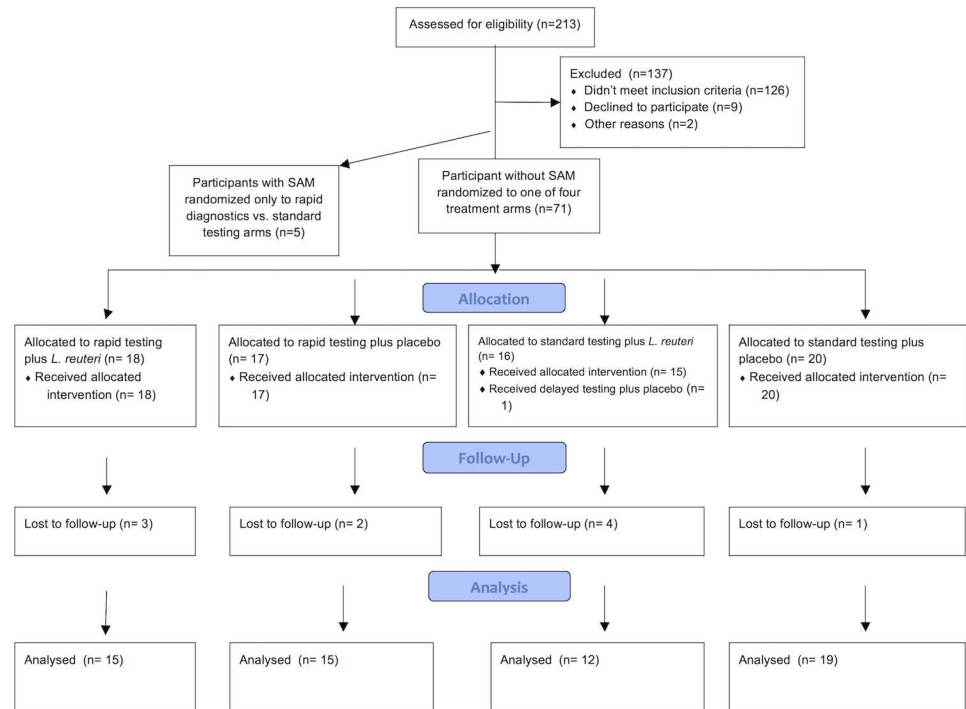 Assessed for eligibility (n=213)
Excluded (n=137)
♦ Didn't meet inclusion criteria (n=126)
♦ Declined to participate (n=9)
♦ Other reasons (n=2)
Participants with SAM
randomized only to rapid
diagnostics vs. standard
testing arms (n=5)
Participant without SAM
randomized to one of four
treatment arms (n=71)
Allocation
Allocated to rapid testing
plus L. reuteri (n= 18)
♦ Received allocated
intervention (n= 18)
Allocated to rapid testing plus placebo
(n= 17)
♦ Received allocated intervention (n=
17)
Allocated to standard testing plus L. reuteri
(n= 16)
♦ Received allocated intervention (n= 15)
♦ Received delayed testing plus placebo (n=
1)
Allocated to standard testing plus
placebo (n= 20)
♦ Received allocated intervention (n=
20)
Follow-Up
Lost to follow-up (n= 3)
Lost to follow-up (n= 2)
Lost to follow-up (n= 4)
Lost to follow-up (n= 1)
Analysis
Analysed (n= 15)
Analysed (n= 15)
Analysed (n= 12)
Analysed (n= 19)